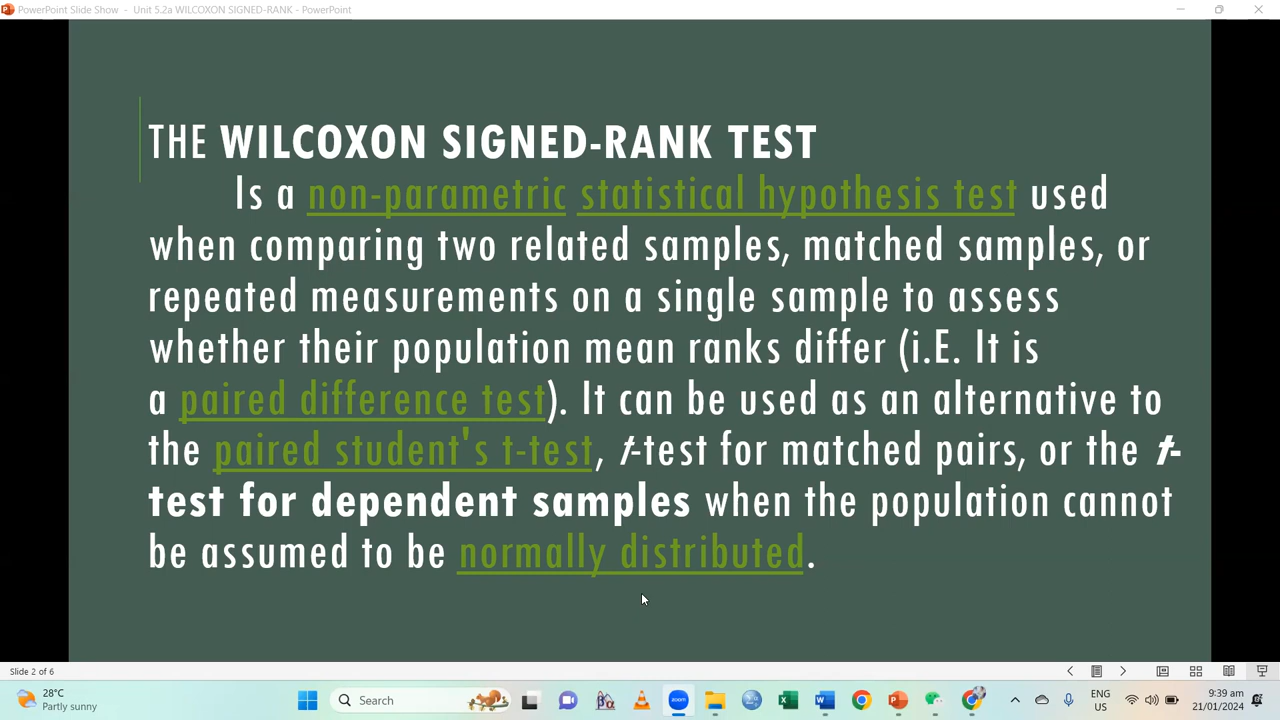 PowerPoint Slide Show - Unit 5.2a WILCOXON SIGNED-RANK - PowerPoint
THE WILCOXON SIGNED-RANK TEST
Is a non-parametric statistical hypothesis test used
when comparing two related samples, matched samples, or
repeated measurements on a single sample to assess
whether their population mean ranks differ (i.E. It is
a paired difference test). It can be used as an alternative to
the paired student's t-test, t-test for matched pairs, or the t-
test for dependent samples when the population cannot
be assumed to be normally distributed.
Slide 2 of 6
28°C
Partly sunny
Search
zoom
βα
ENG
US
9:39 am
21/01/2024